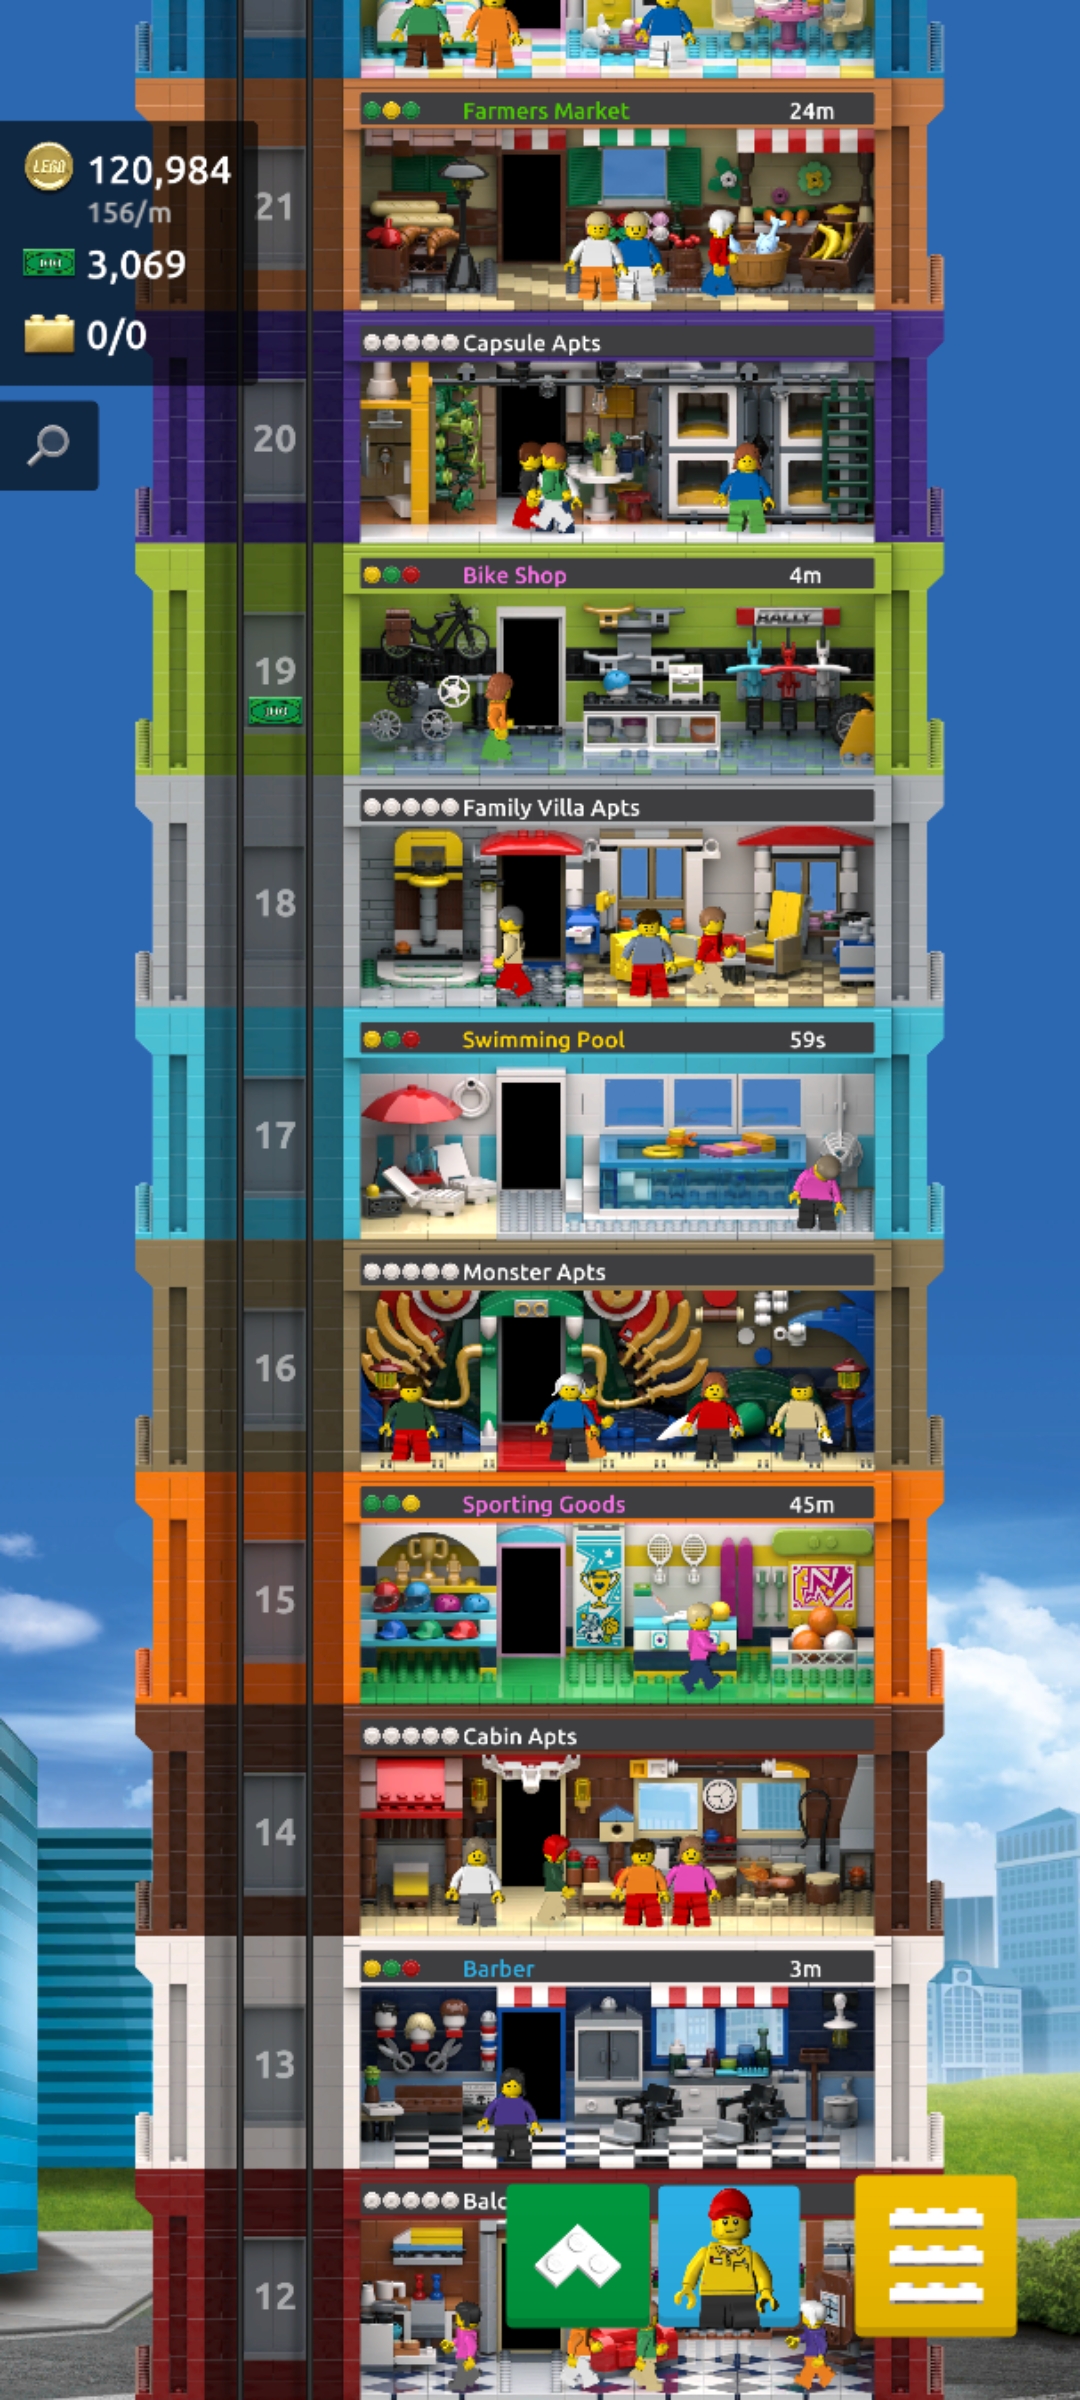 Farmers Market 24m
LEGO 120,984
156/m
21
3,069
0/0
Capsule Apts
20
Bike Shop 4m
RALLY
19
Family Villa Apts
18
Swimming Pool 59s
17
Monster Apts
16
Sporting Goods 45m
15
Cabin Apts
14
Barber 3m
13
Balc
12